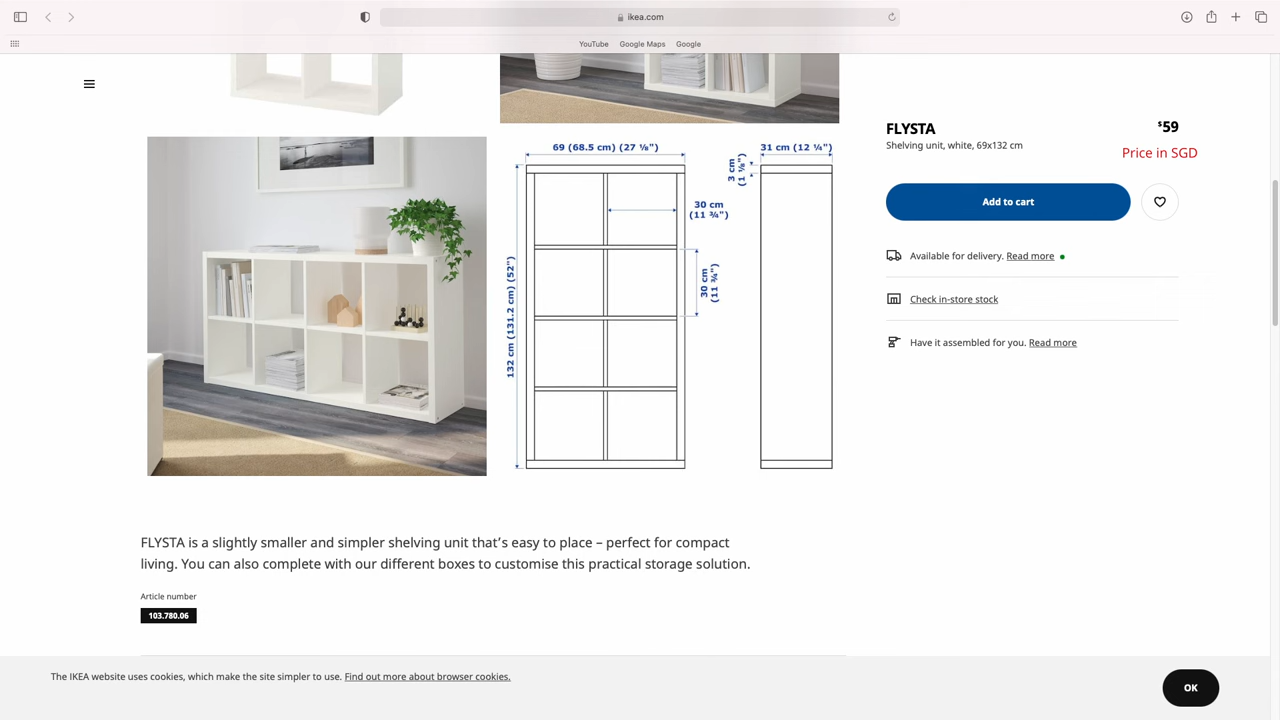 ikea.com
YouTube Google Maps Google
69 (68.5 cm) (27 ⅛")
31 cm (12 ¼")
3 cm
(1 ⅛")
30 cm
(11 ¾")
30 cm
(11 ¾")
132 cm (131.2 cm) (52")
FLYSTA
$59
Shelving unit, white, 69x132 cm
Price in SGD
Add to cart
Available for delivery. Read more
Check in-store stock
Have it assembled for you. Read more
FLYSTA is a slightly smaller and simpler shelving unit that’s easy to place – perfect for compact
living. You can also complete with our different boxes to customise this practical storage solution.
Article number
103.780.06
The IKEA website uses cookies, which make the site simpler to use. Find out more about browser cookies.
OK